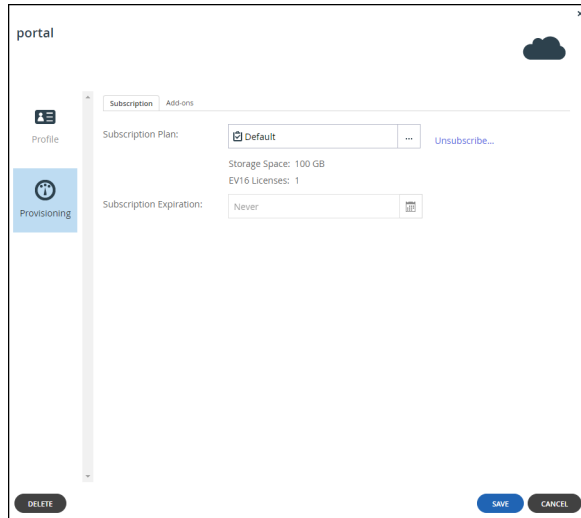 portal
Profile
Provisioning
Subscription Add-ons
Subscription Plan: Default ... Unsubscribe...
Storage Space: 100 GB
EV16 Licenses: 1
Subscription Expiration: Never
DELETE SAVE CANCEL